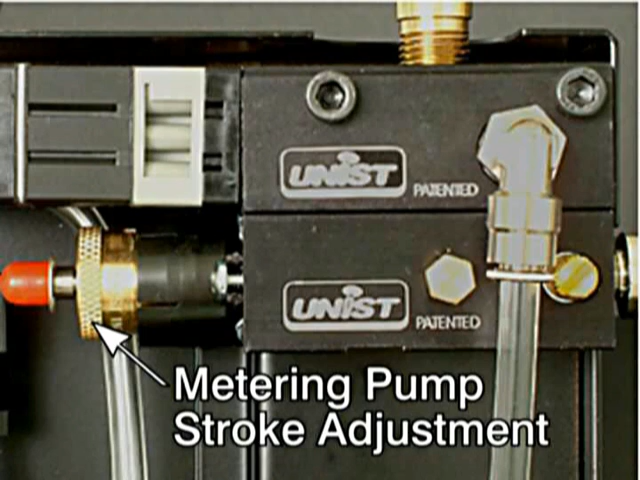 UNIST
PATENTED
UNIST
PATENTED
Metering Pump
Stroke Adjustment